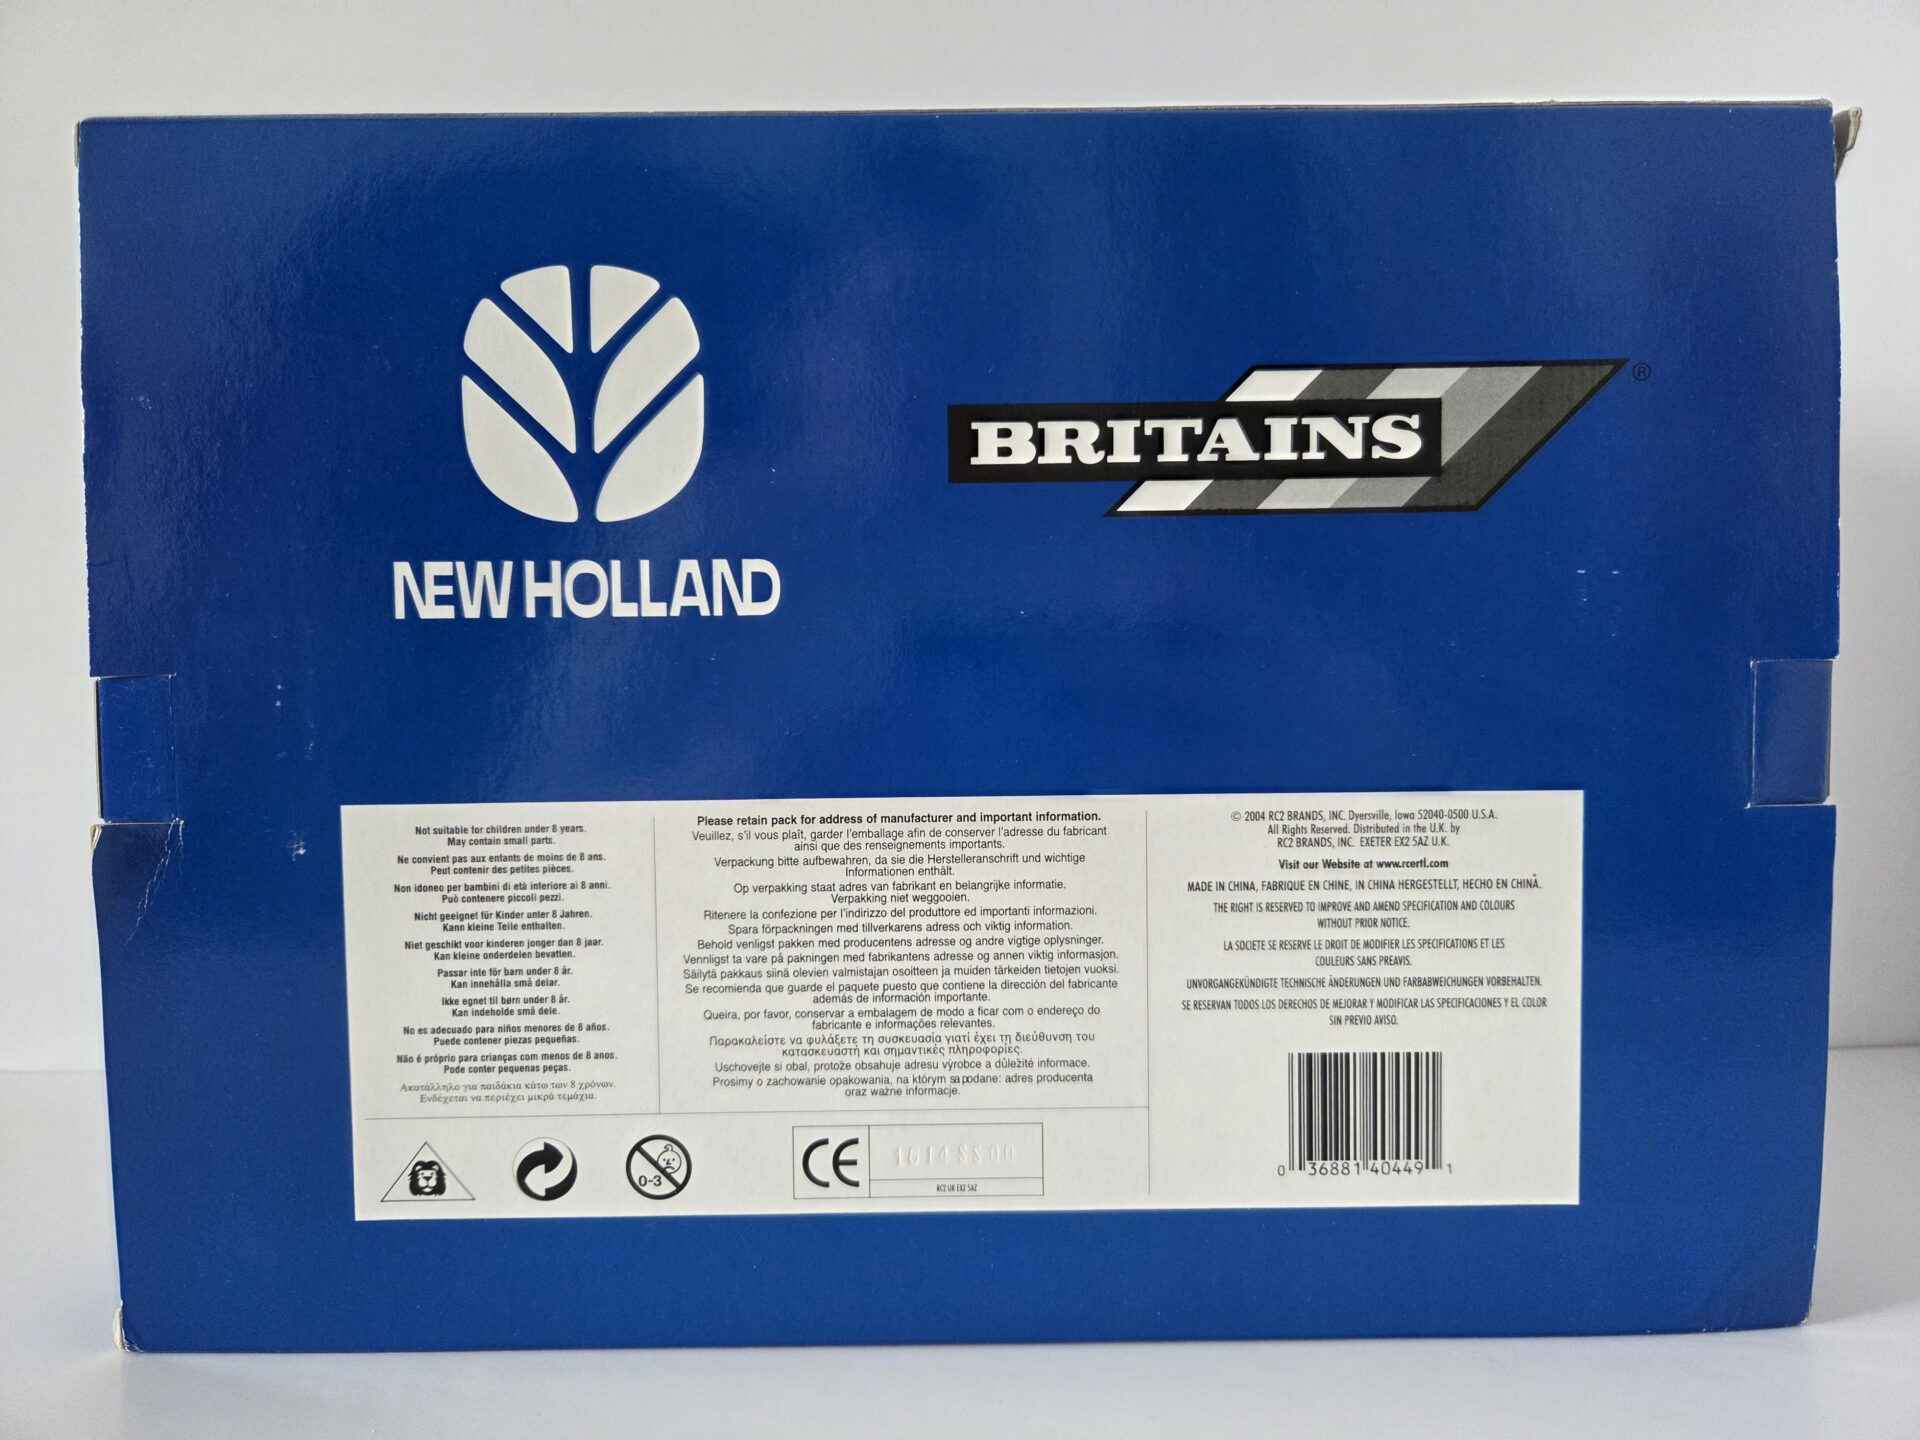 NEW HOLLAND
BRITAINS ®
Not suitable for children under 8 years.
May contain small parts.
Ne convient pas aux entants de moins de 8 ans.
Peut contenir des petites pièces.
Non idoneo per bambini di età interiore ai 8 anni.
Può contenere piccoli pezzi.
Nicht geeignet für Kinder unter 8 Jahren.
Kann kleine Teile enthalten.
Niet geschikt voor kinderen jonger dan 8 jaar.
Kan kleine onderdelen bevatten.
Passar inte för barn under 8 år.
Kan innehålla små delar.
Ikke egnet til børn under 8 år.
Kan indeholde små dele.
No es adecuado para niños menores de 8 años.
Puede contener piezas pequeñas.
Não é próprio para crianças com menos de 8 anos.
Pode conter pequenas peças.
Ακατάλληλο για παιδάκια κάτω των 8 χρόνων.
Ενδέχεται να περιέχει μικρά τεμάχια.
Please retain pack for address of manufacturer and important information.
Veuillez, s'il vous plaît, garder l'emballage afin de conserver l'adresse du fabricant
ainsi que des renseignements importants.
Verpackung bitte aufbewahren, da sie die Herstelleranschrift und wichtige
Informationen enthält.
Op verpakking staat adres van fabrikant en belangrijke informatie.
Verpakking niet weggooien.
Ritenere la confezione per l'indirizzo del produttore ed importanti informazioni.
Spara förpackningen med tillverkarens adress och viktig information.
Behold venligst pakken med producentens adresse og andre vigtige oplysninger.
Vennligst ta vare på pakningen med fabrikantens adresse og annen viktig informasjon.
Säilytä pakkaus siinä olevien valmistajan osoitteen ja muiden tärkeiden tietojen vuoksi.
Se recomienda que guarde el paquete puesto que contiene la dirección del fabricante
además de información importante.
Queira, por favor, conservar a embalagem de modo a ficar com o endereço do
fabricante e informações relevantes.
Παρακαλείστε να φυλάξετε τη συσκευασία γιατί έχει τη διεύθυνση του
κατασκευαστή και σημαντικές πληροφορίες.
Uschovejte si obal, protože obsahuje adresu výrobce a důležité informace.
Prosimy o zachowanie opakowania, na którym sa podane: adres producenta
oraz ważne informacje.
© 2004 RC2 BRANDS, INC. Dyersville, Iowa 52040-0500 U.S.A.
All Rights Reserved. Distributed in the U.K. by
RC2 BRANDS, INC. EXETER EX2 5AZ U.K.
Visit our Website at www.rcertl.com
MADE IN CHINA, FABRIQUE EN CHINE, IN CHINA HERGESTELLT, HECHO EN CHINÀ.
THE RIGHT IS RESERVED TO IMPROVE AND AMEND SPECIFICATION AND COLOURS
WITHOUT PRIOR NOTICE.
LA SOCIETE SE RESERVE LE DROIT DE MODIFIER LES SPECIFICATIONS ET LES
COULEURS SANS PREAVIS.
UNVORGANGEKÜNDIGTE TECHNISCHE ÄNDERUNGEN UND FARBABWEICHUNGEN VORBEHALTEN.
SE RESERVAN TODOS LOS DERECHOS DE MEJORAR Y MODIFICAR LAS SPECIFICACIONES Y EL COLOR
SIN PREVIO AVISO.
0-3
CE
RC2 UK EX2 5AZ
0 36881 40449 1